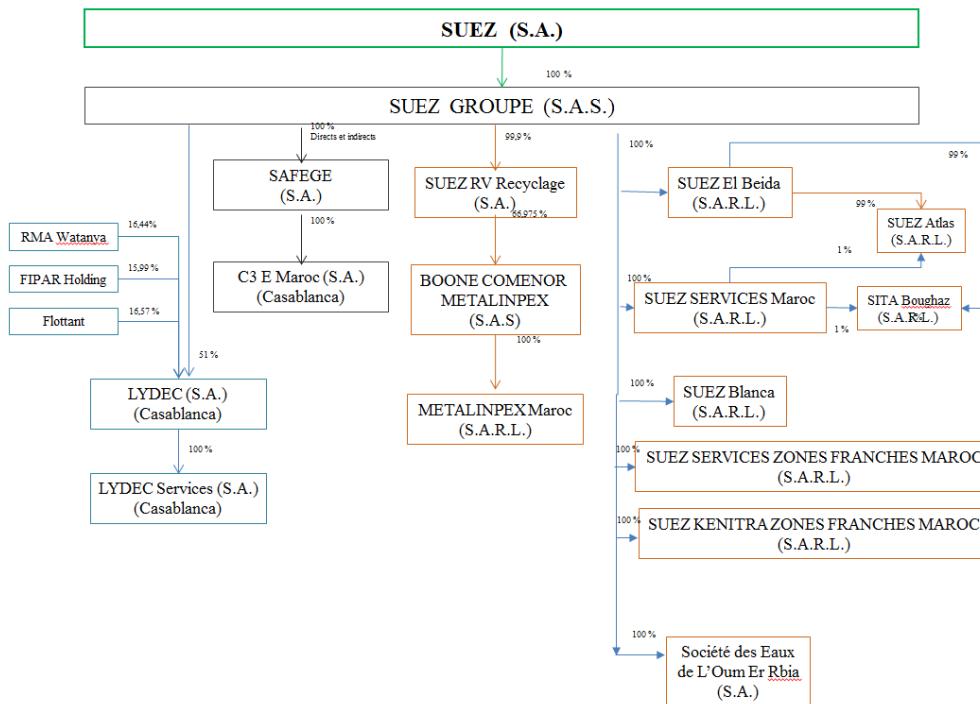 SUEZ (S.A.)
100 %
SUEZ GROUPE (S.A.S.)
100 %
Directs et indirects
99,9 %
100 %
99 %
SAFEGE
(S.A.)
SUEZ RV Recyclage
(S.A.)
SUEZ El Beida
(S.A.R.L.)
99 %
SUEZ Atlas
(S.A.R.L.)
RMA Watanya
16,44%
100 %
66,975 %
1 %
FIPAR Holding
15,99 %
C3 E Maroc (S.A.)
(Casablanca)
BOONE COMENOR
METALINPEX
(S.A.S)
100 %
SUEZ SERVICES Maroc
(S.A.R.L.)
1 %
SITA Boughaz
(S.A.R.L.)
Flottant
16,57 %
51 %
100 %
LYDEC (S.A.)
(Casablanca)
METALINPEX Maroc
(S.A.R.L.)
100 %
SUEZ Blanca
(S.A.R.L.)
100 %
LYDEC Services (S.A.)
(Casablanca)
100 %
SUEZ SERVICES ZONES FRANCHES MAROC
(S.A.R.L.)
100 %
SUEZ KENITRA ZONES FRANCHES MAROC
(S.A.R.L.)
100 %
Société des Eaux
de L'Oum Er Rbia
(S.A.)